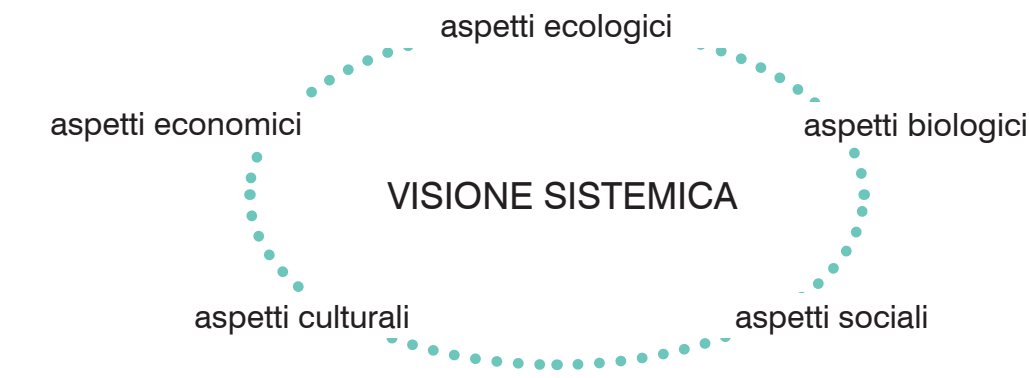 aspetti ecologici
aspetti economici
aspetti biologici
VISIONE SISTEMICA
aspetti culturali
aspetti sociali